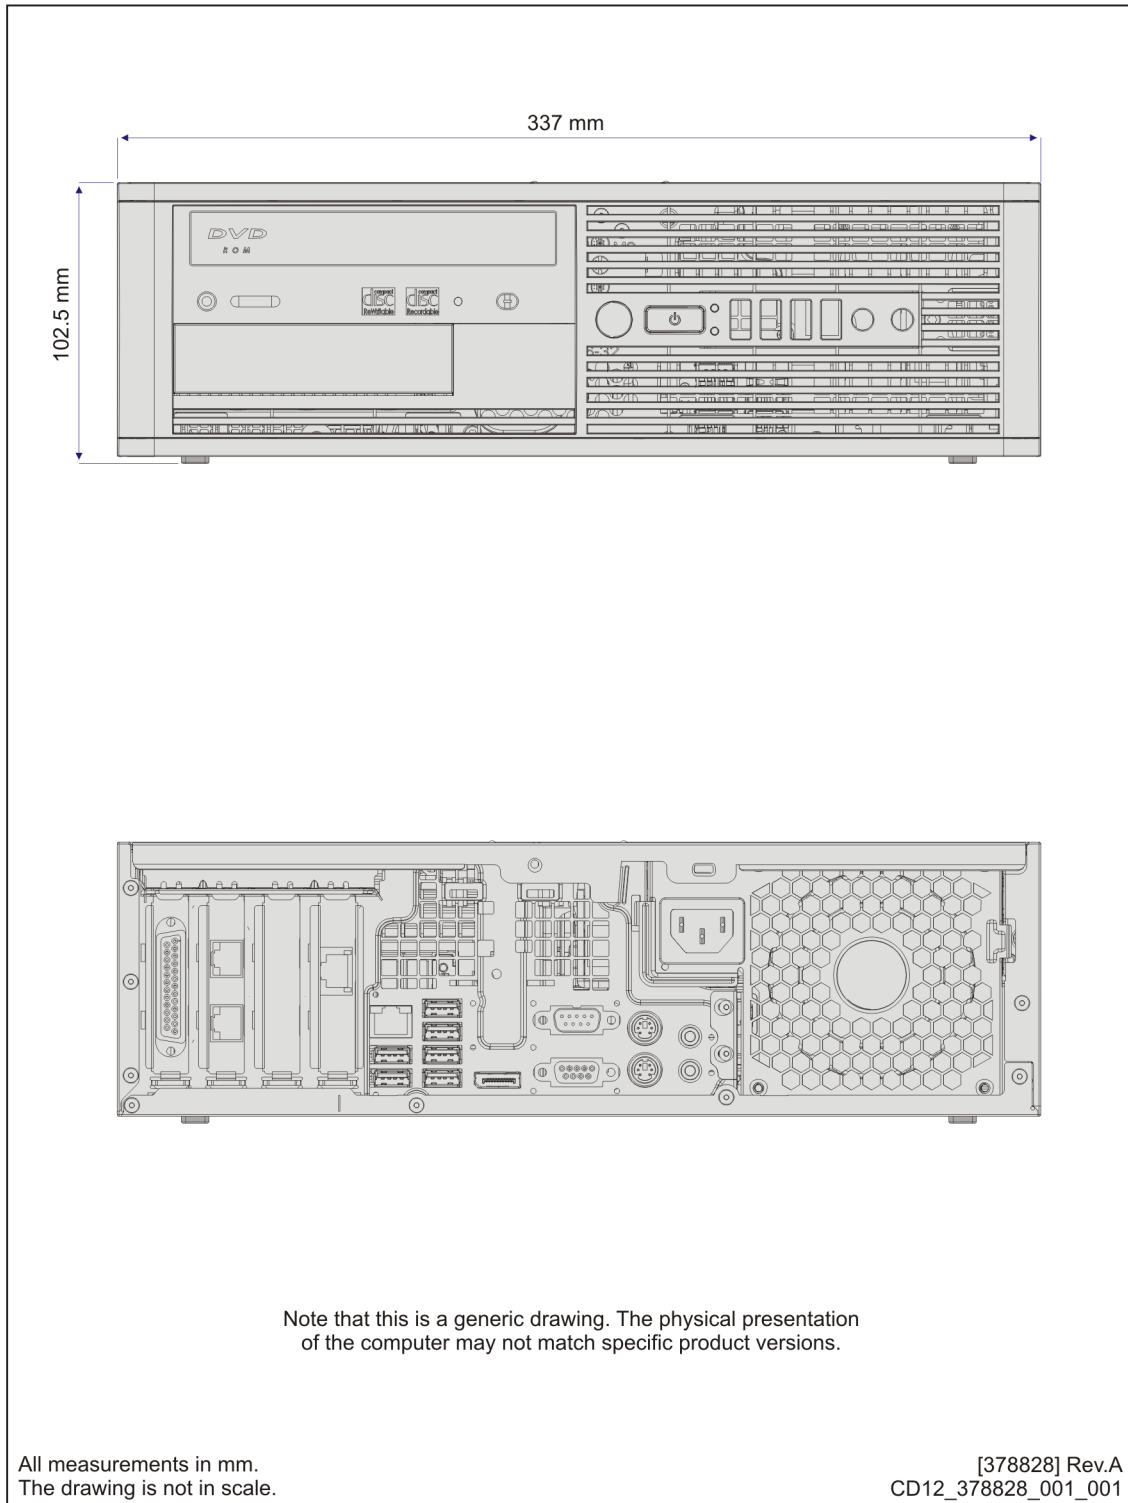 337 mm
102.5 mm
DVD
ROM
compact
disc
ReWritable
compact
disc
Recordable
Note that this is a generic drawing. The physical presentation
of the computer may not match specific product versions.
All measurements in mm.
The drawing is not in scale.
[378828] Rev.A
CD12_378828_001_001